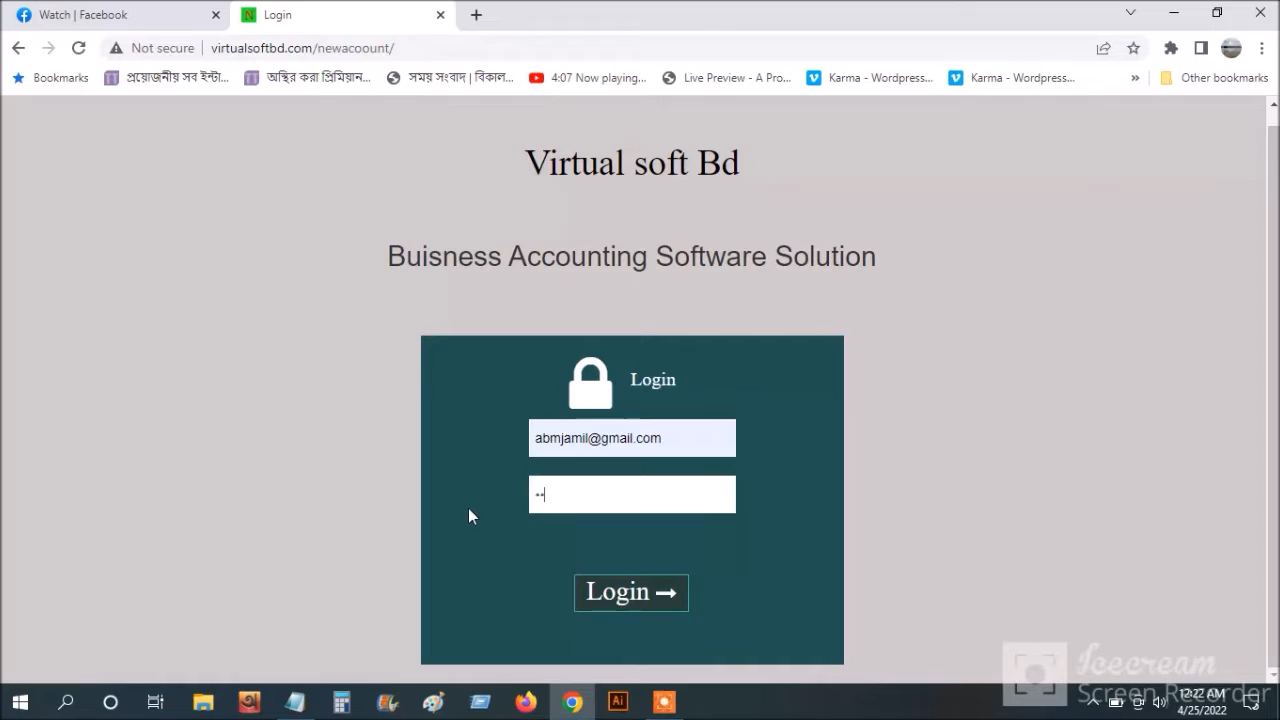 Watch | Facebook
Login
Not secure
virtualsoftbd.com/newacoount/
Bookmarks
প্রয়োজনীয় সব ইন্টা...
অস্থির করা প্রিমিয়ান...
সময় সংবাদ | বিকাল...
4:07 Now playing...
Live Preview - A Pro...
Karma - Wordpress...
Karma - Wordpress...
»
Other bookmarks
Virtual soft Bd
Buisness Accounting Software Solution
Login
abmjamil@gmail.com
Login
Icecream
Screen Recorder
Ai
12:22 AM
4/25/2022